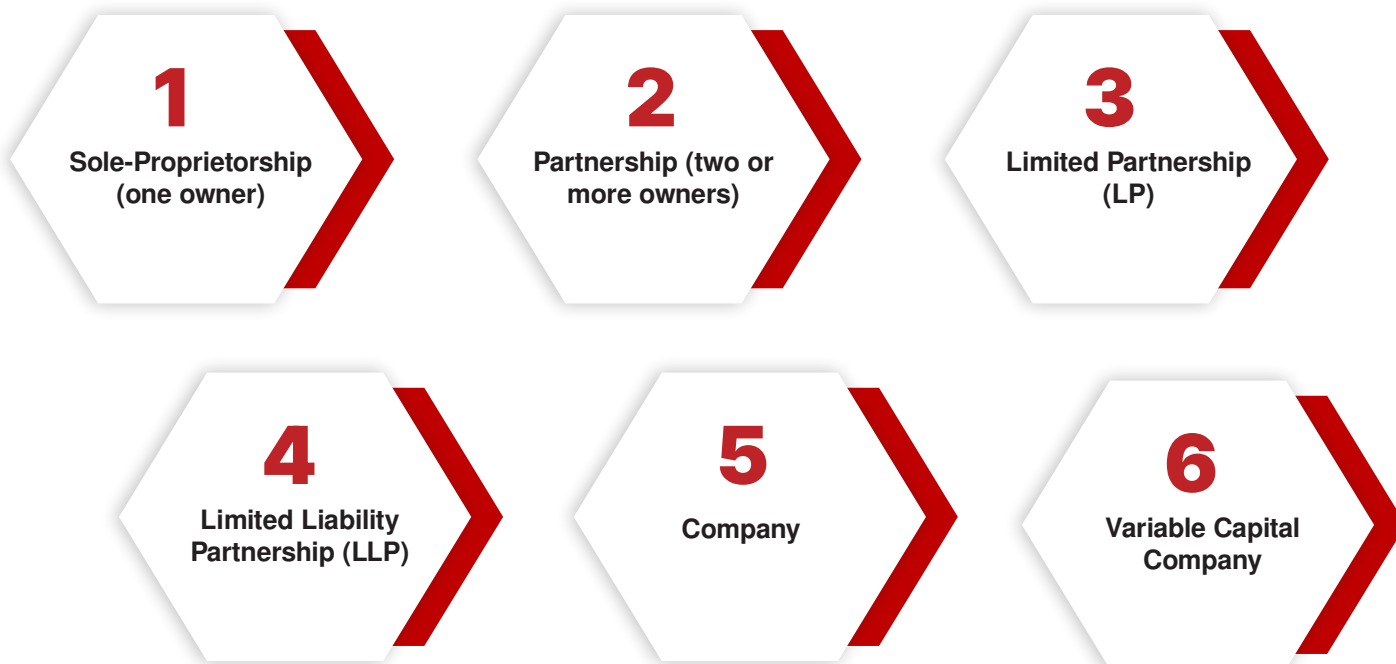 1
Sole-Proprietorship
(one owner)
2
Partnership (two or
more owners)
3
Limited Partnership
(LP)
4
Limited Liability
Partnership (LLP)
5
Company
6
Variable Capital
Company